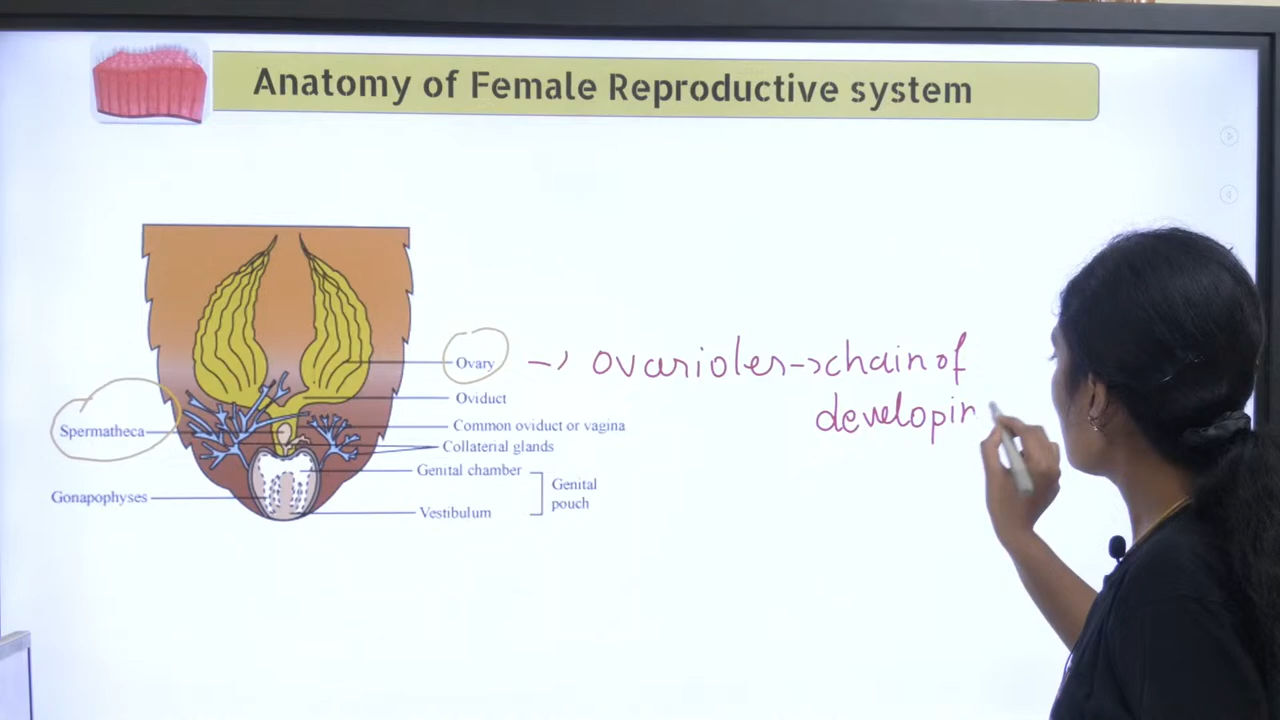 Anatomy of Female Reproductive system
Ovary → ovarioles → chain of
developin
Oviduct
Spermatheca
Common oviduct or vagina
Collaterial glands
Genital chamber
Genital
pouch
Gonapophyses
Vestibulum